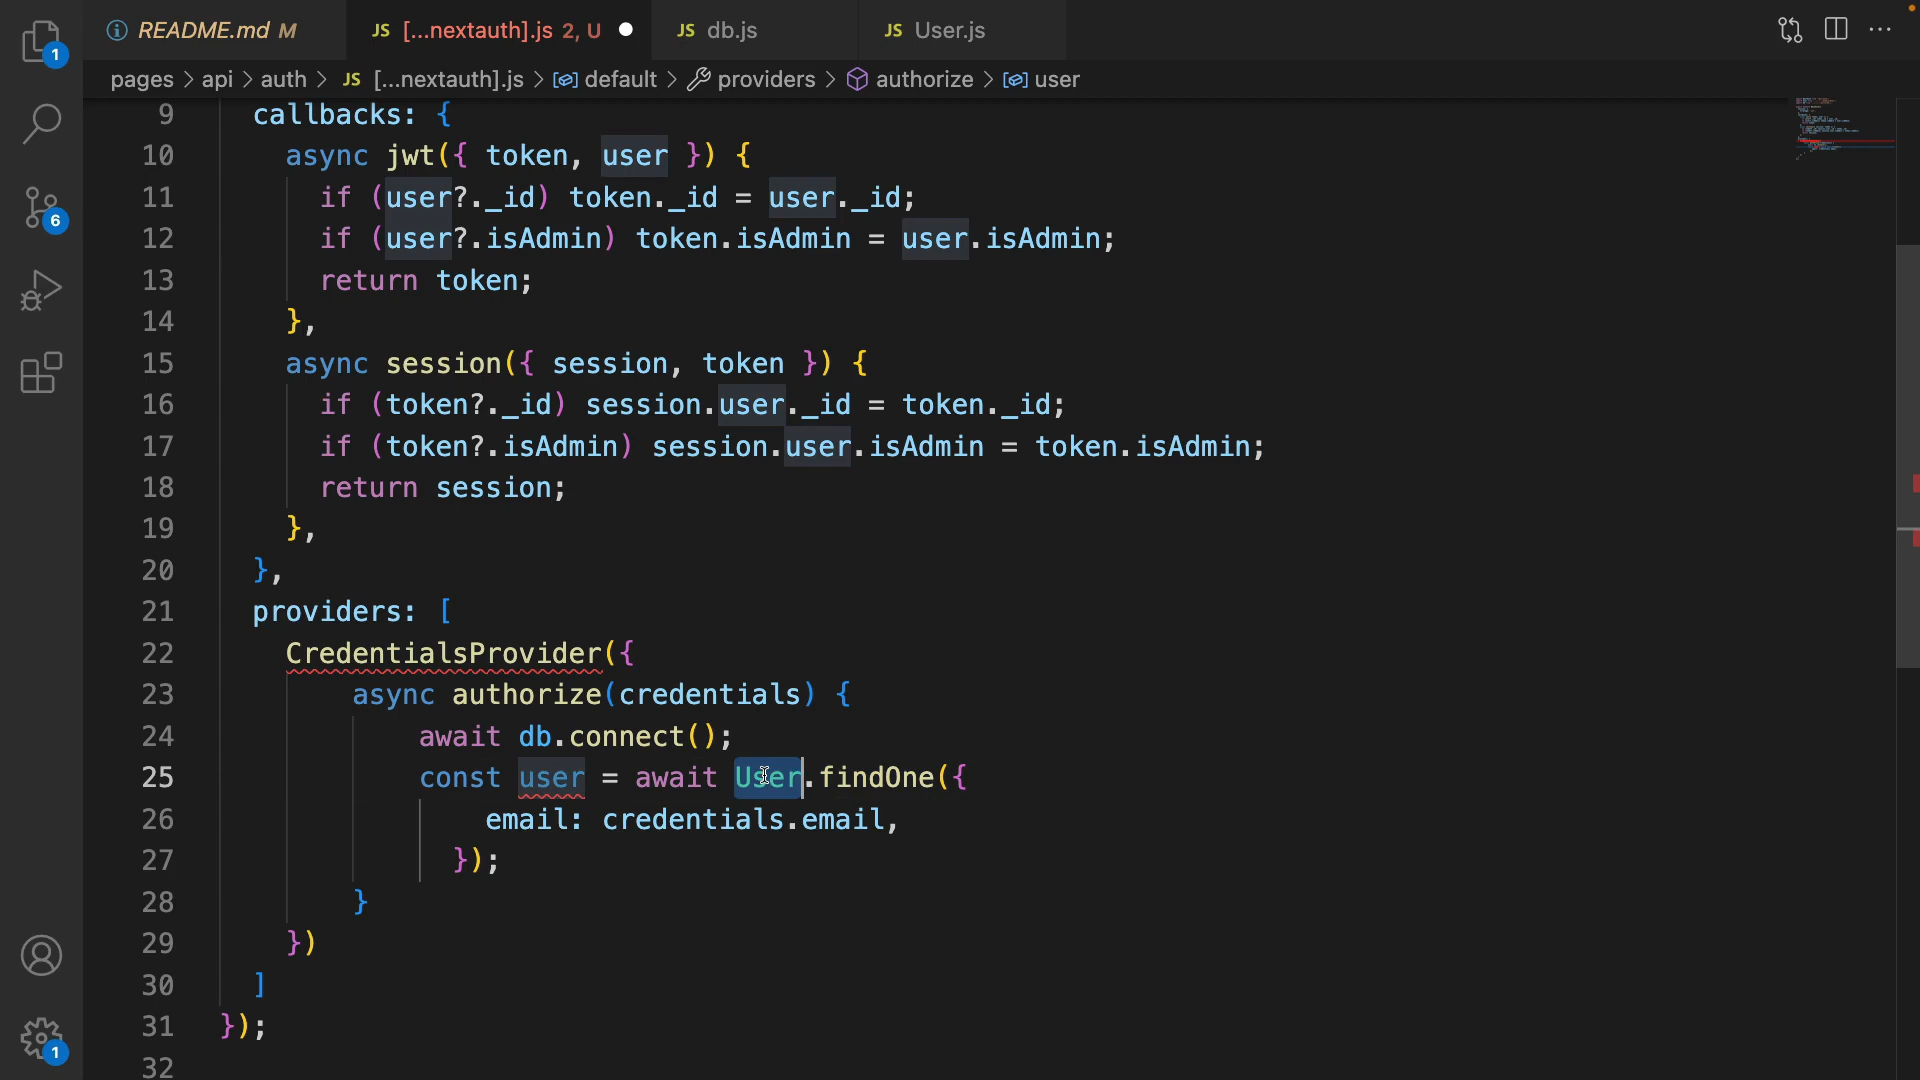 README.md M
JS [...nextauth].js 2, U
JS db.js
JS User.js
pages > api > auth > JS [...nextauth].js > default > providers > authorize > user
1
6
1
9 callbacks: {
10 async jwt({ token, user }) {
11 if (user?._id) token._id = user._id;
12 if (user?.isAdmin) token.isAdmin = user.isAdmin;
13 return token;
14 },
15 async session({ session, token }) {
16 if (token?._id) session.user._id = token._id;
17 if (token?.isAdmin) session.user.isAdmin = token.isAdmin;
18 return session;
19 },
20 },
21 providers: [
22 CredentialsProvider({
23 async authorize(credentials) {
24 await db.connect();
25 const user = await User.findOne({
26 email: credentials.email,
27 });
28 }
29 })
30 ]
31 });
32